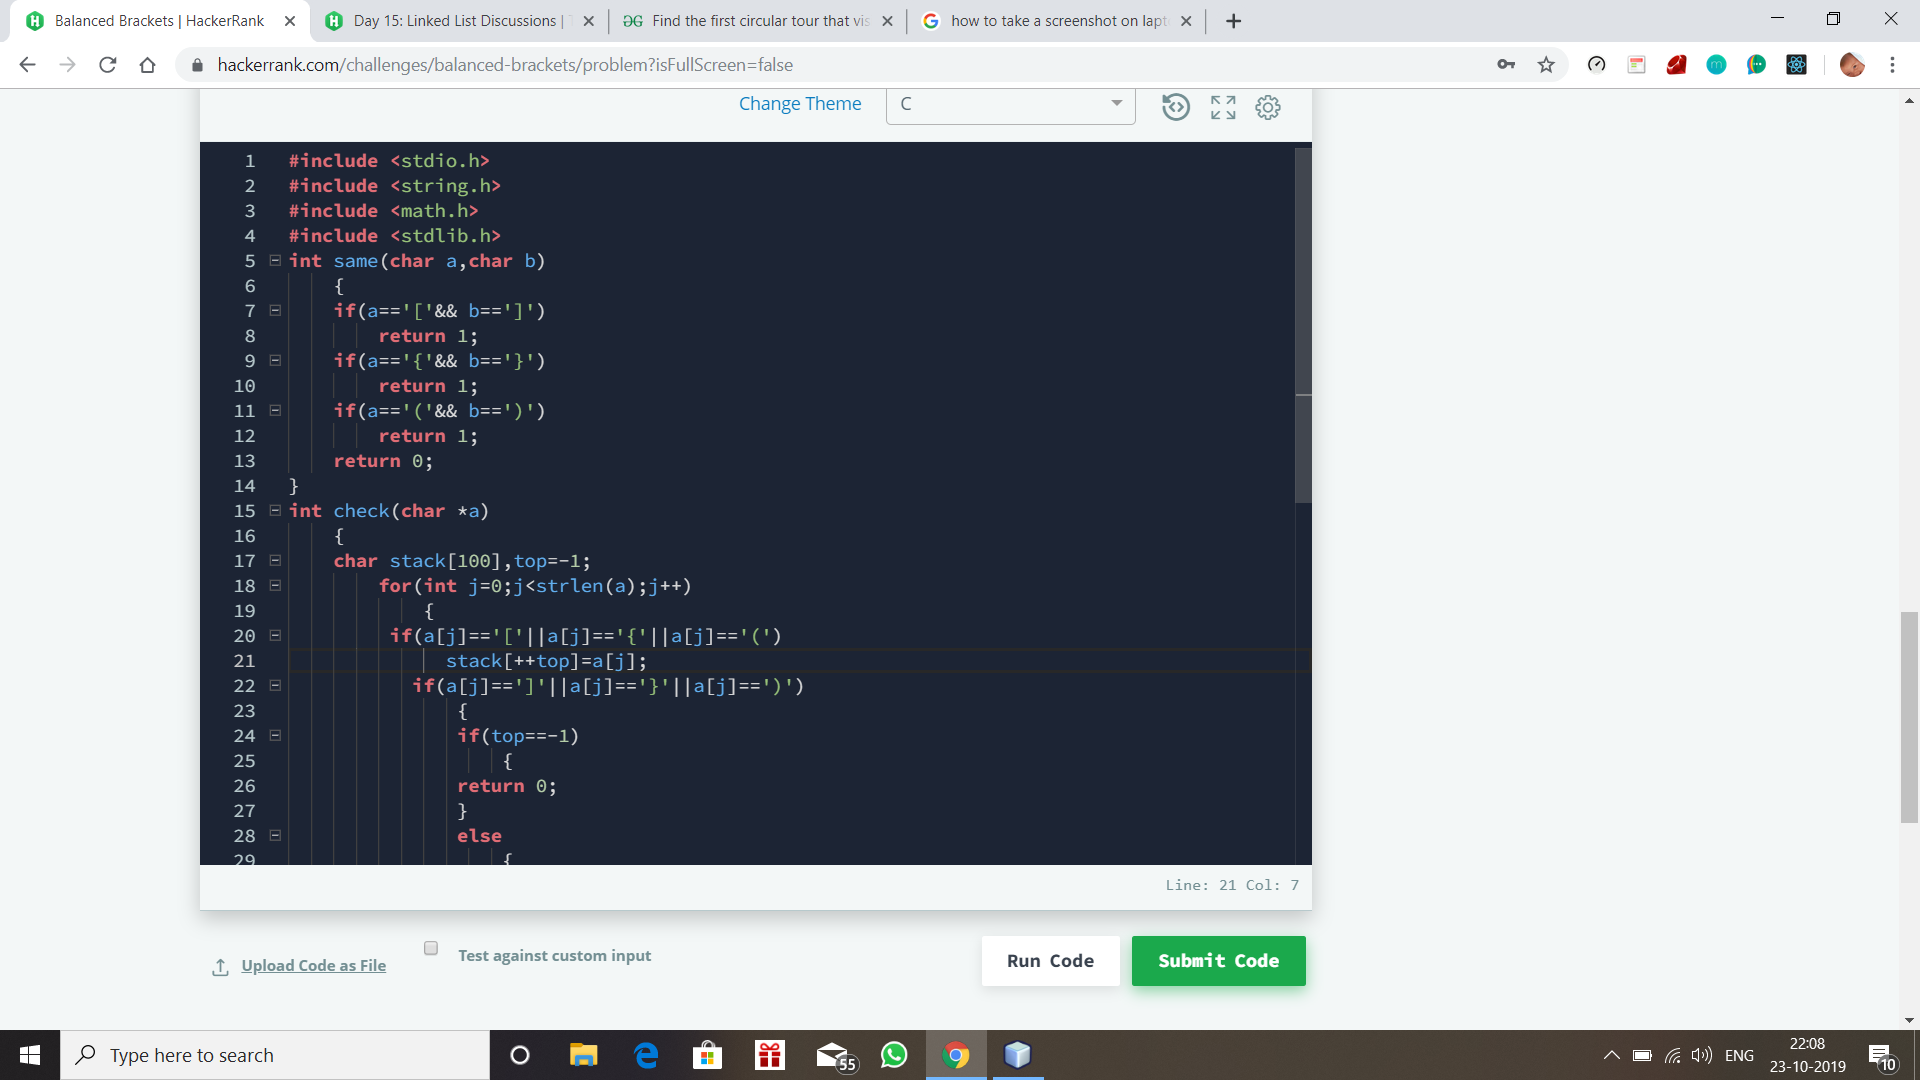 Balanced Brackets | HackerRank
Day 15: Linked List Discussions |
Find the first circular tour that vis
how to take a screenshot on lapt
hackerrank.com/challenges/balanced-brackets/problem?isFullScreen=false
Change Theme
C
1 #include <stdio.h>
2 #include <string.h>
3 #include <math.h>
4 #include <stdlib.h>
5 int same(char a,char b)
6 {
7 if(a=='['&& b==']')
8 return 1;
9 if(a=='{'&& b=='}')
10 return 1;
11 if(a=='('&& b==')')
12 return 1;
13 return 0;
14 }
15 int check(char *a)
16 {
17 char stack[100],top=-1;
18 for(int j=0;j<strlen(a);j++)
19 {
20 if(a[j]=='['||a[j]=='{'||a[j]=='(')
21 stack[++top]=a[j];
22 if(a[j]==']'||a[j]=='}'||a[j]==')')
23 {
24 if(top==-1)
25 {
26 return 0;
27 }
28 else
29 {
Line: 21 Col: 7
Upload Code as File
Test against custom input
Run Code
Submit Code
Type here to search
55
ENG
22:08
23-10-2019
10